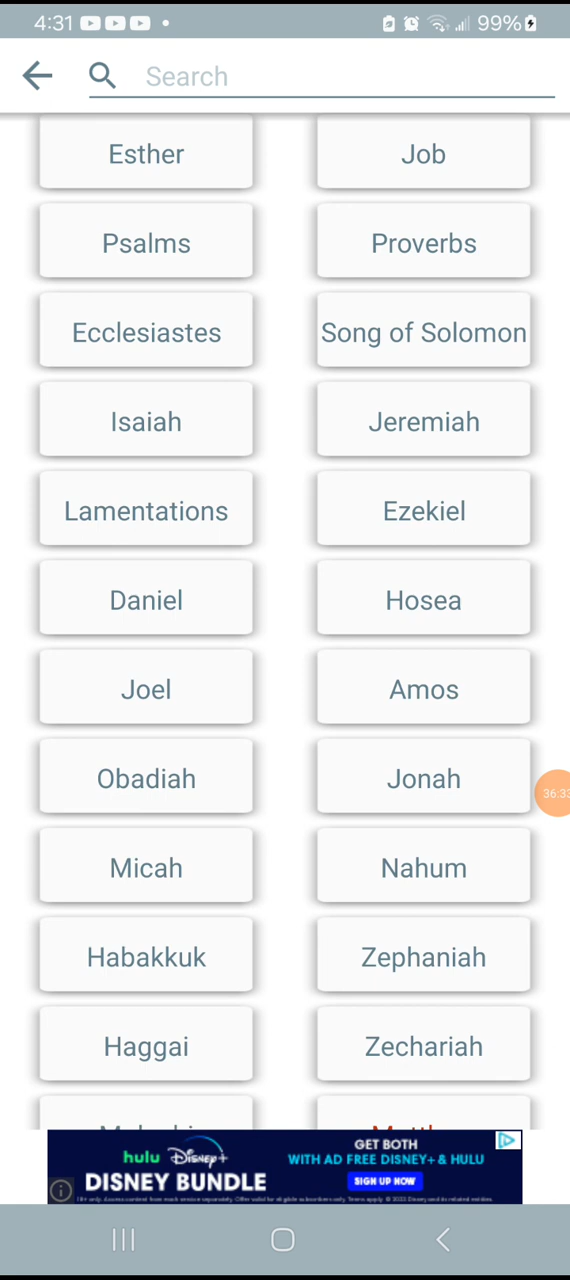 4:31 99%
Search
Esther Job
Psalms Proverbs
Ecclesiastes Song of Solomon
Isaiah Jeremiah
Lamentations Ezekiel
Daniel Hosea
Joel Amos
Obadiah Jonah
36:33
Micah Nahum
Habakkuk Zephaniah
Haggai Zechariah
hulu Disney+
DISNEY BUNDLE
GET BOTH
WITH AD FREE DISNEY+ & HULU
SIGN UP NOW